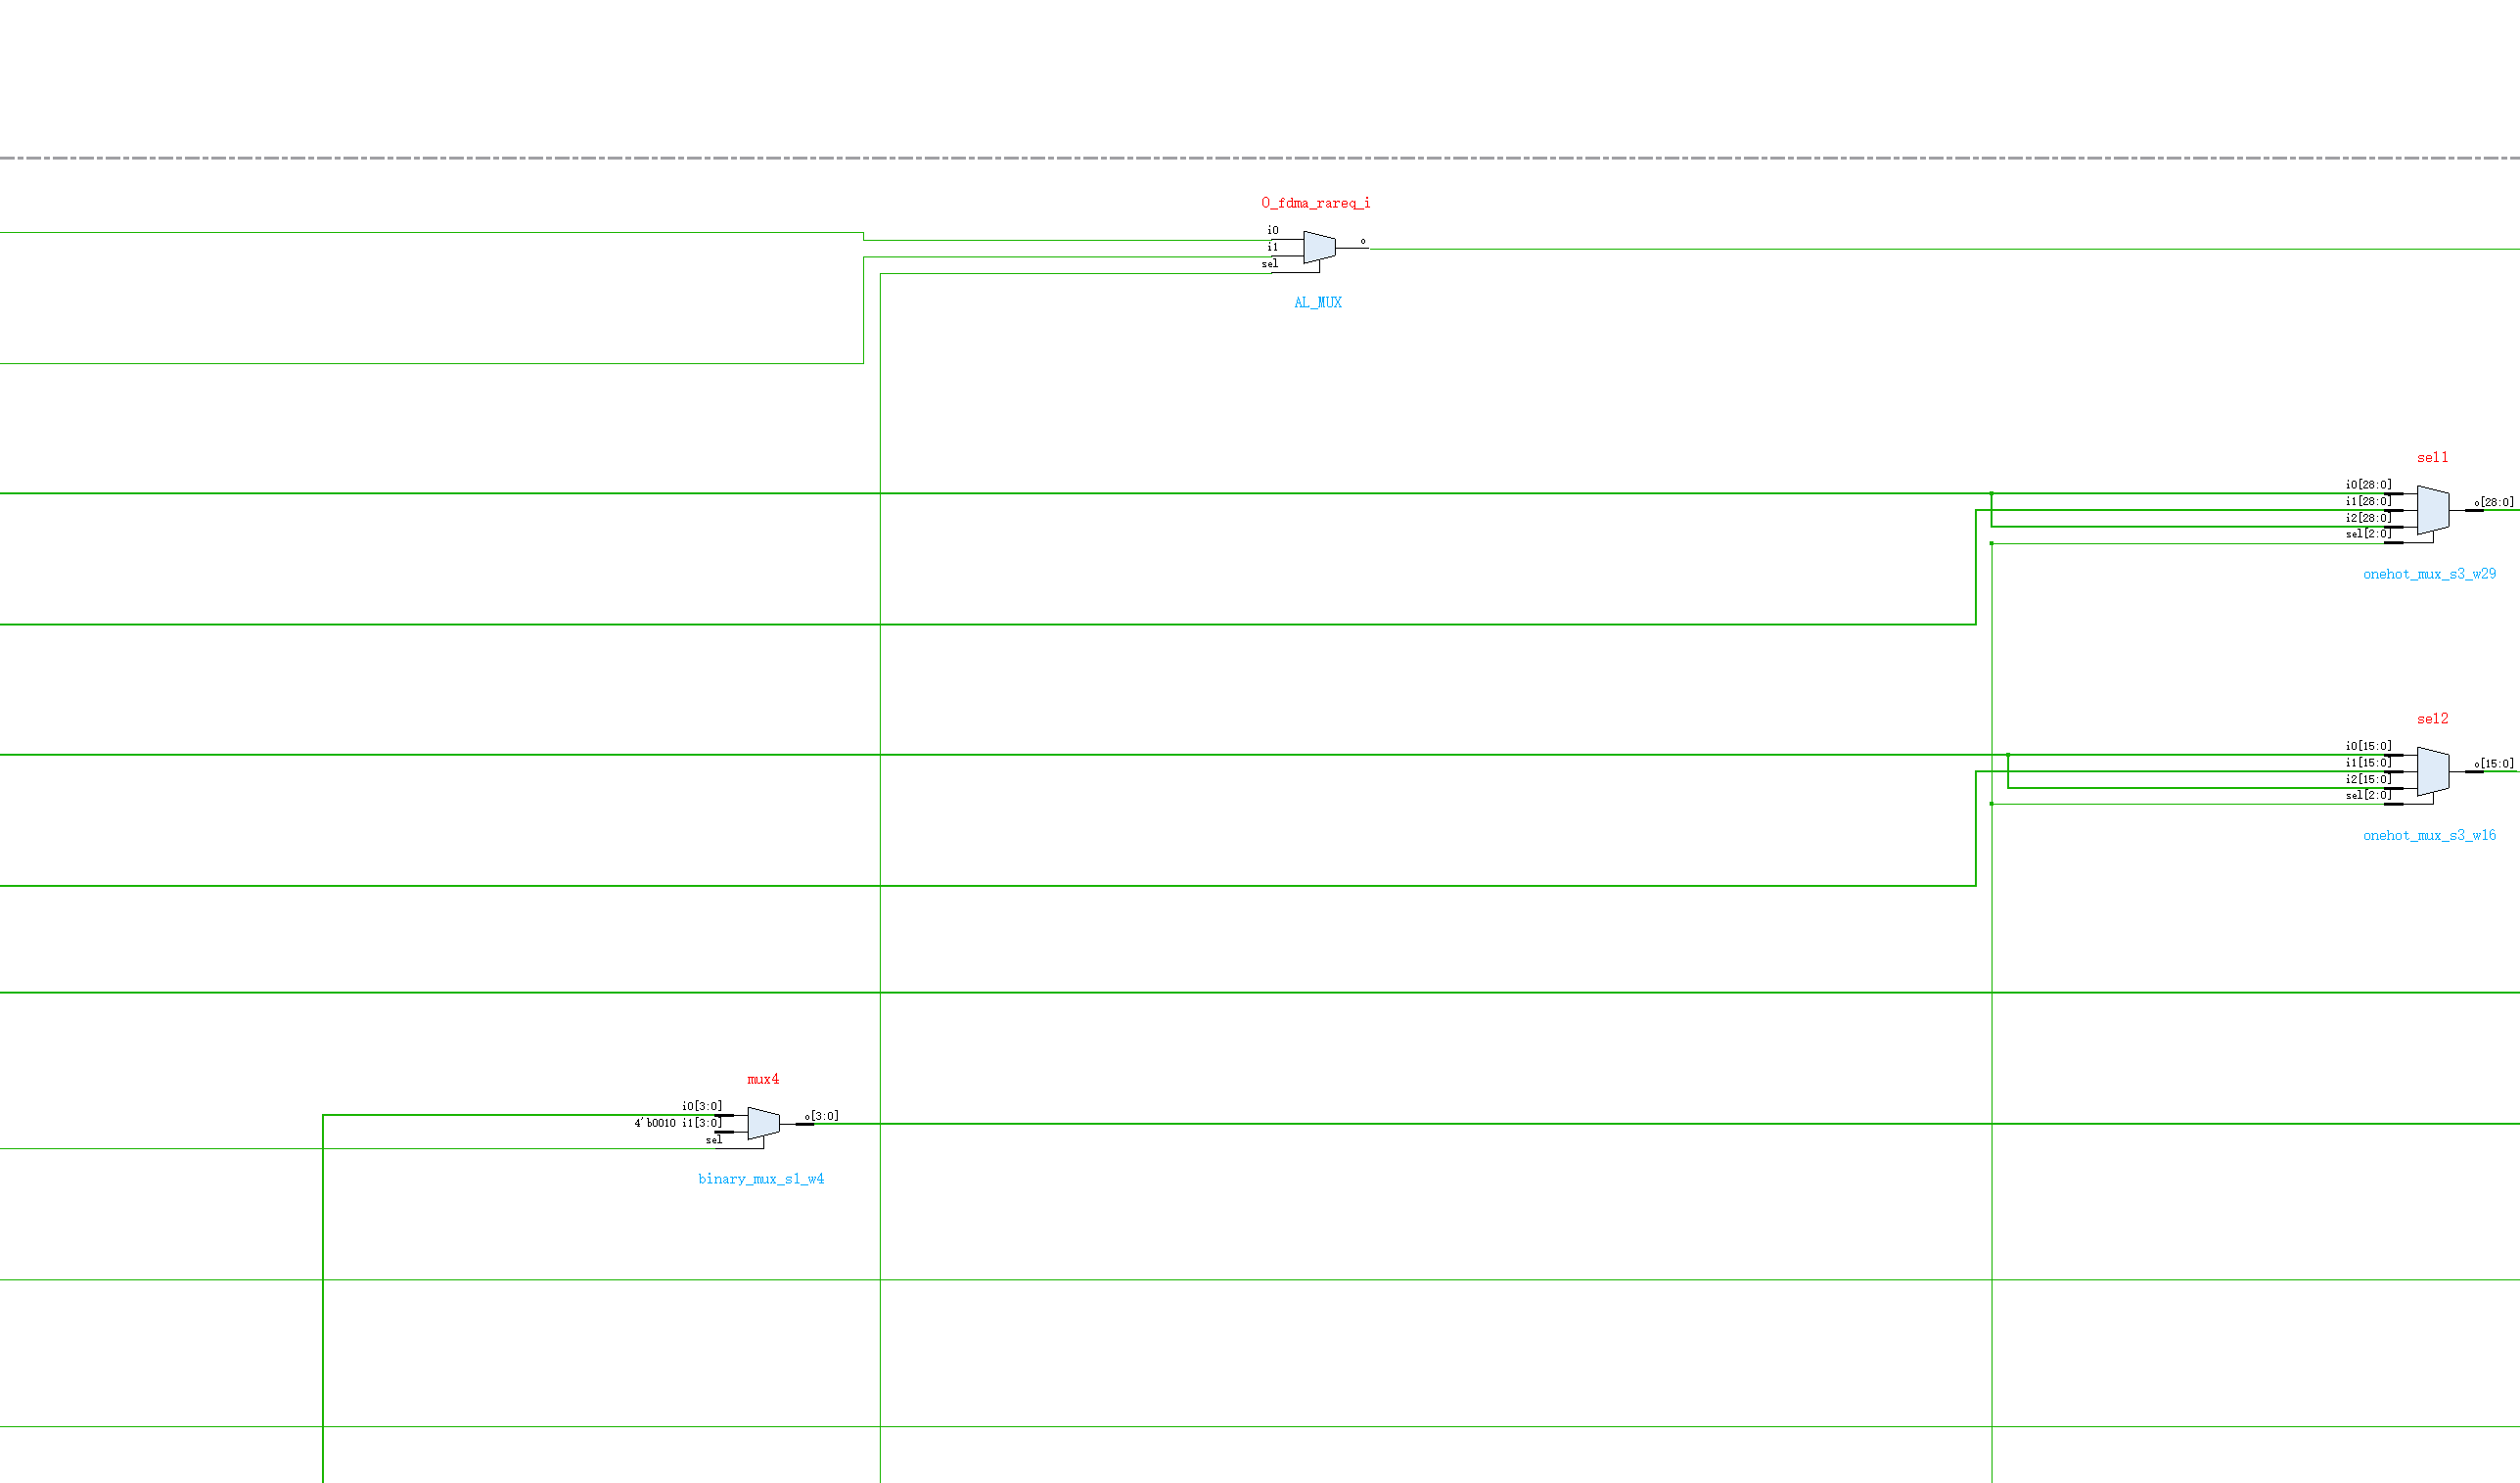 O_fdma_rareq_i
i0
i1
sel
o
AL_MUX
sel1
i0[28:0]
i1[28:0]
i2[28:0]
sel[2:0]
o[28:0]
onehot_mux_s3_w29
sel2
i0[15:0]
i1[15:0]
i2[15:0]
sel[2:0]
o[15:0]
onehot_mux_s3_w16
mux4
i0[3:0]
4'b0010 i1[3:0]
sel
o[3:0]
binary_mux_s1_w4